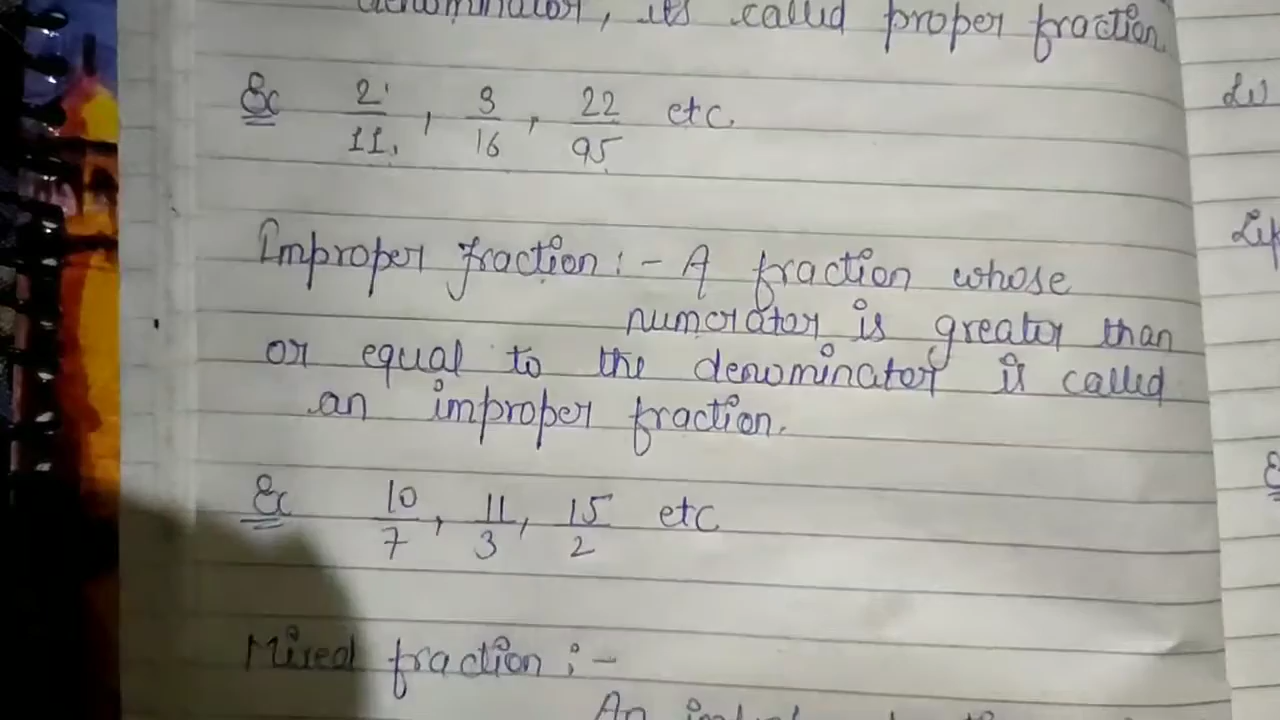 denominator, its called proper fraction.
Ex 2/11, 9/16, 22/95 etc.
Improper fraction :- A fraction whose
numerator is greater than
or equal to the denominator is called
an improper fraction.
Ex 10/7, 11/3, 15/2 etc
Mixed fraction :-
An